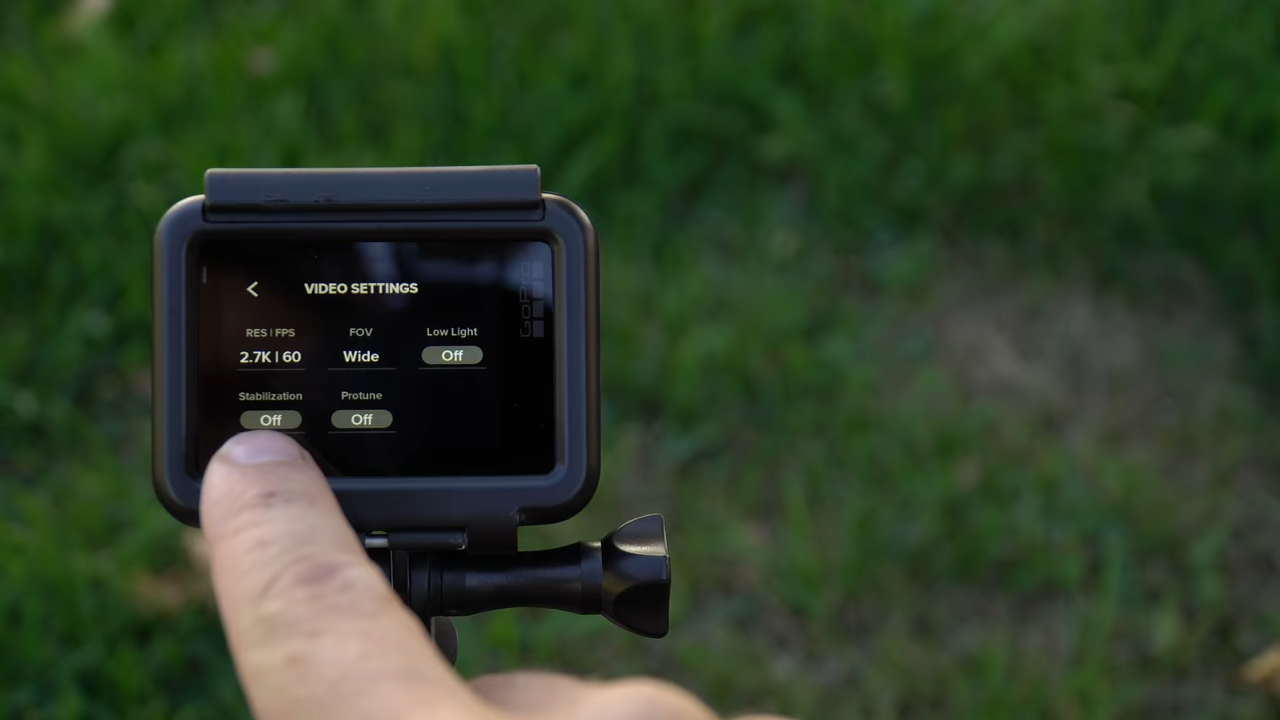 VIDEO SETTINGS
RES | FPS
FOV
Low Light
2.7K | 60
Wide
Off
Stabilization
Protune
Off
Off
GoPro